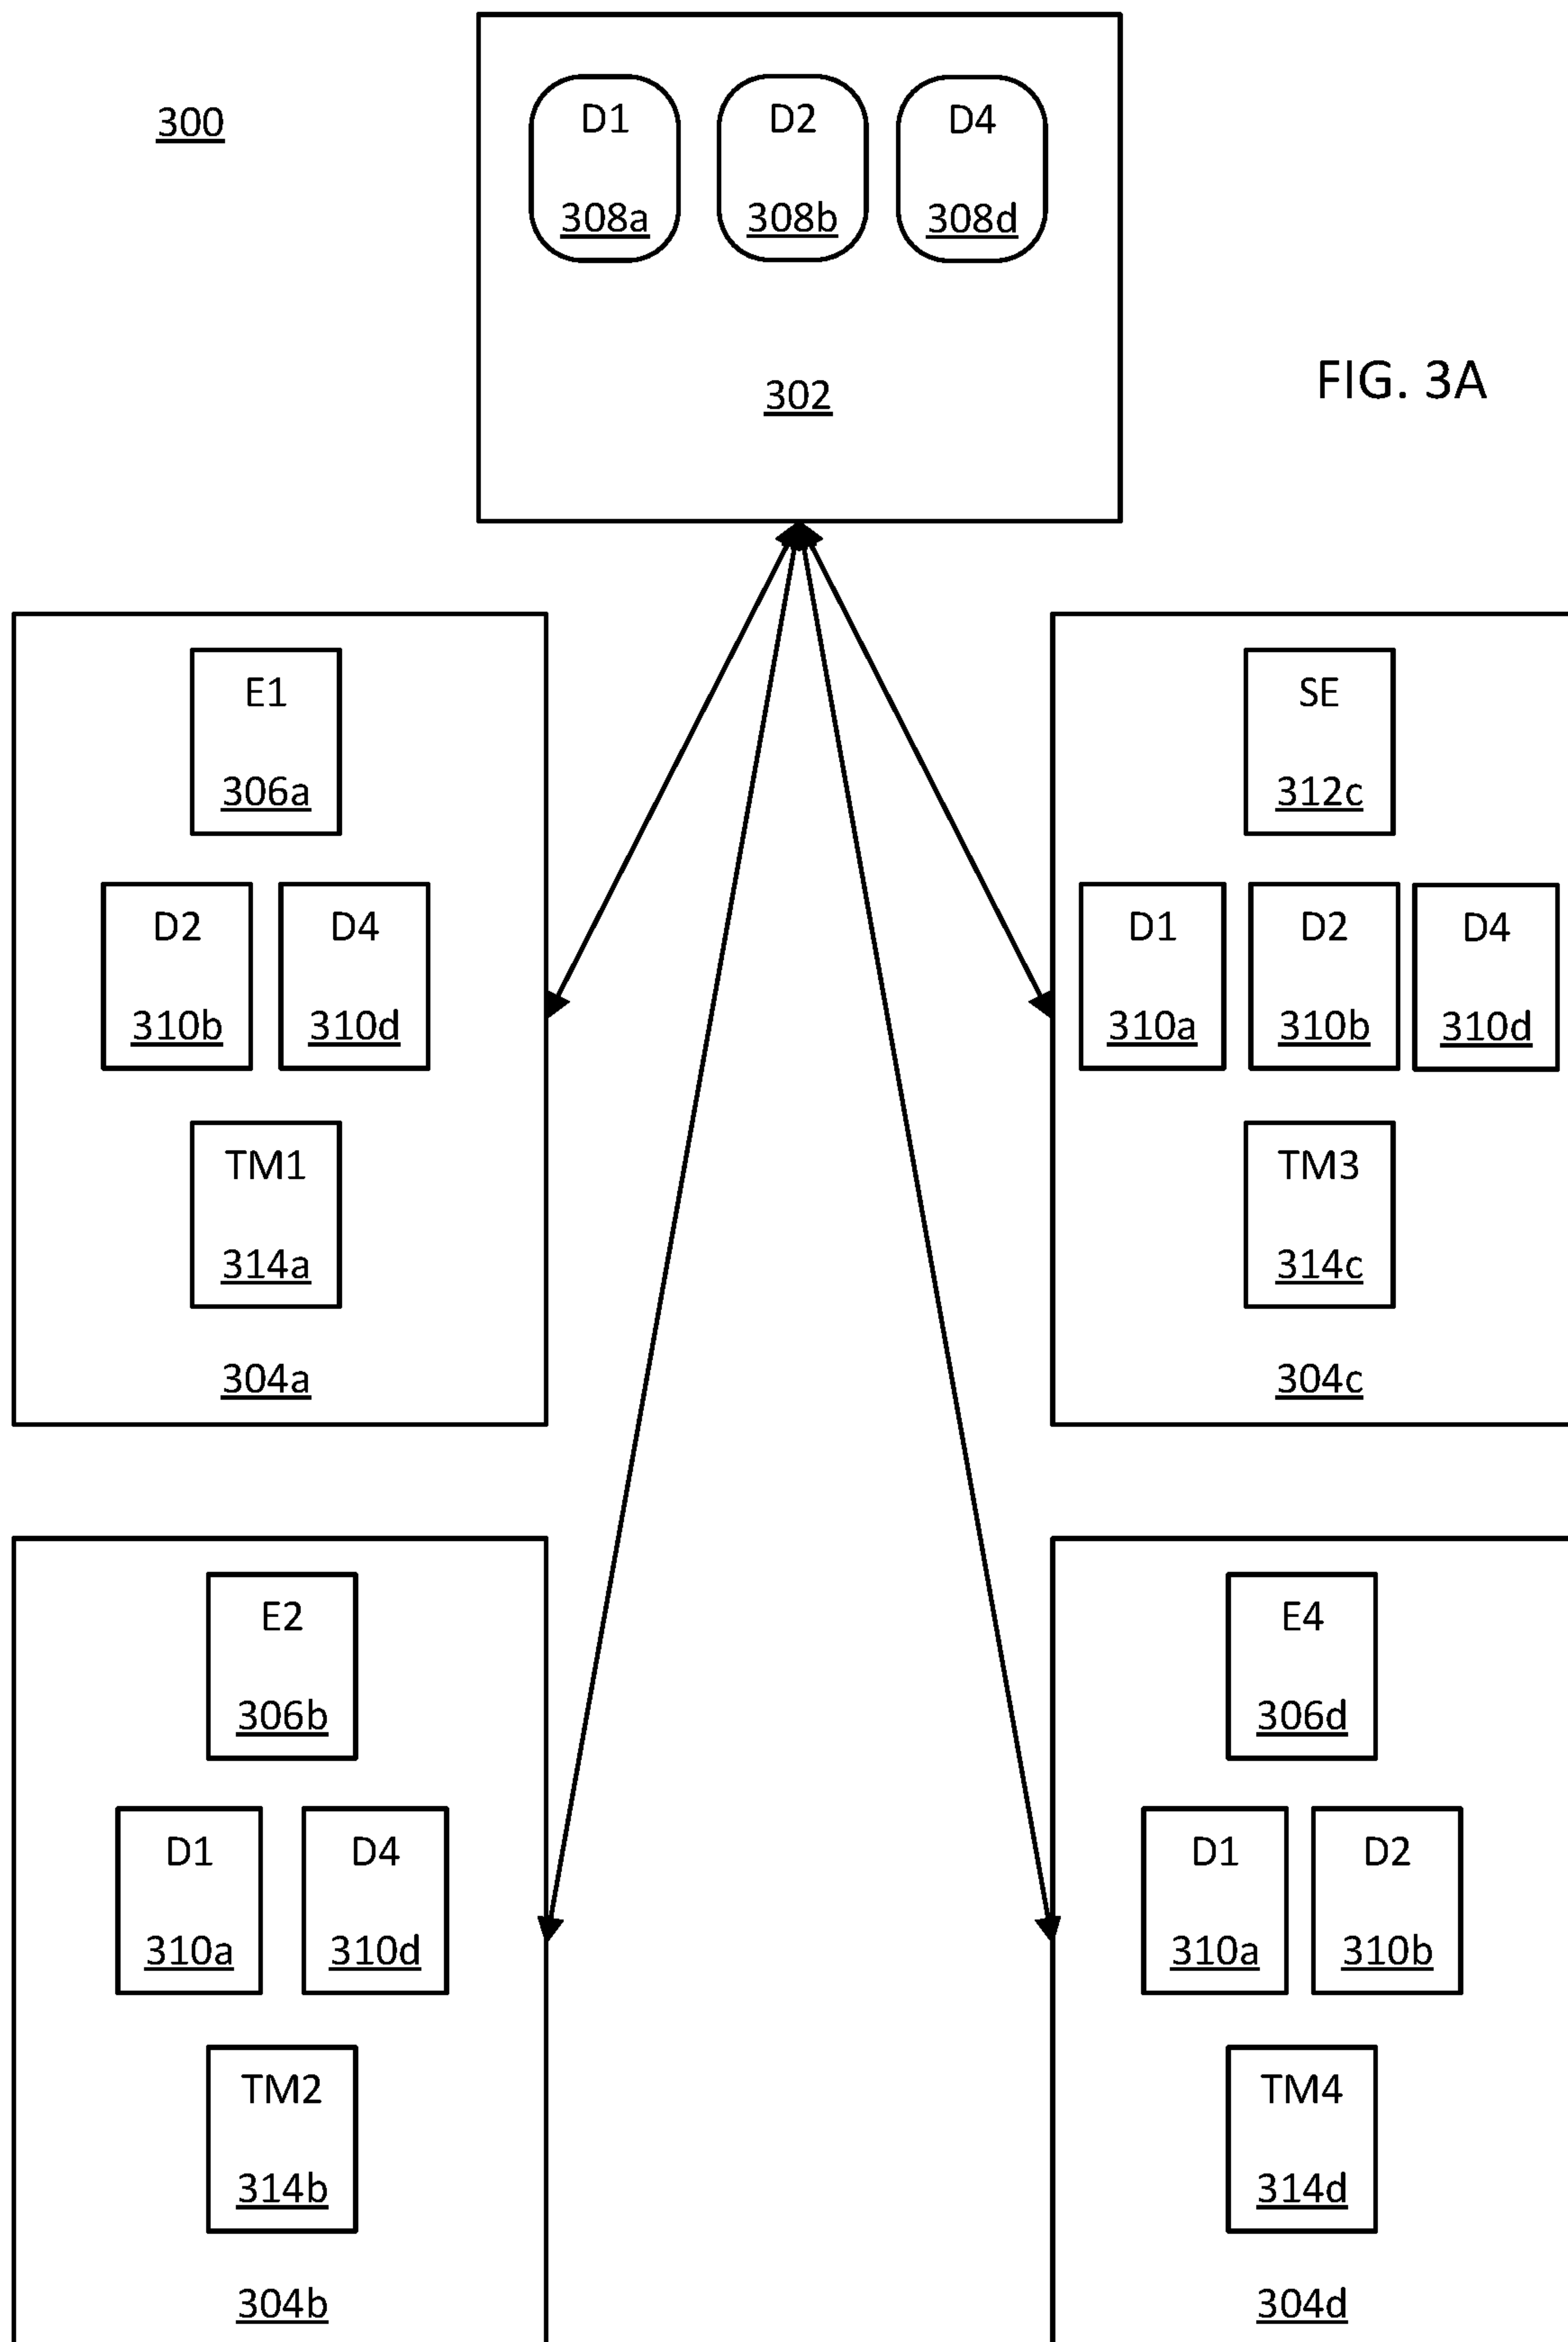 300
D1
308a
D2
308b
D4
308d
302
FIG. 3A
E1
306a
D2
310b
D4
310d
TM1
314a
304a
SE
312c
D1
310a
D2
310b
D4
310d
TM3
314c
304c
E2
306b
D1
310a
D4
310d
TM2
314b
304b
E4
306d
D1
310a
D2
310b
TM4
314d
304d